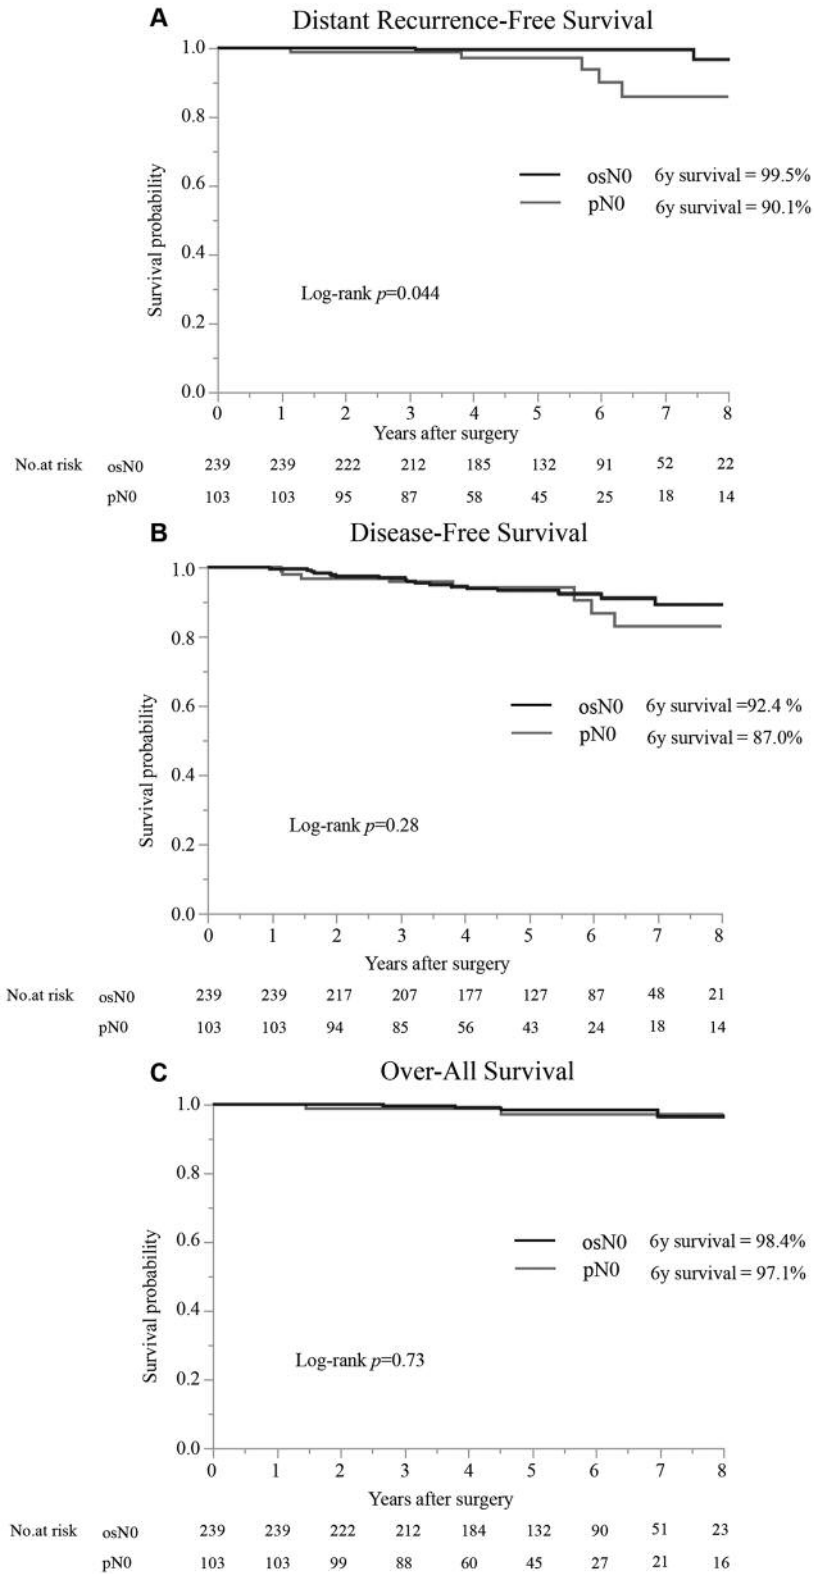 A
Distant Recurrence-Free Survival
1.0
0.8
0.6
0.4
0.2
0.0
Survival probability
osN0 6y survival = 99.5%
pN0 6y survival = 90.1%
Log-rank p=0.044
0 1 2 3 4 5 6 7 8
Years after surgery
No.at risk osN0 239 239 222 212 185 132 91 52 22
pN0 103 103 95 87 58 45 25 18 14
B
Disease-Free Survival
1.0
0.8
0.6
0.4
0.2
0.0
Survival probability
osN0 6y survival =92.4 %
pN0 6y survival = 87.0%
Log-rank p=0.28
0 1 2 3 4 5 6 7 8
Years after surgery
No.at risk osN0 239 239 217 207 177 127 87 48 21
pN0 103 103 94 85 56 43 24 18 14
C
Over-All Survival
1.0
0.8
0.6
0.4
0.2
0.0
Survival probability
osN0 6y survival = 98.4%
pN0 6y survival = 97.1%
Log-rank p=0.73
0 1 2 3 4 5 6 7 8
Years after surgery
No.at risk osN0 239 239 222 212 184 132 90 51 23
pN0 103 103 99 88 60 45 27 21 16